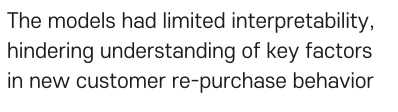 The models had limited interpretability,
hindering understanding of key factors
in new customer re-purchase behavior